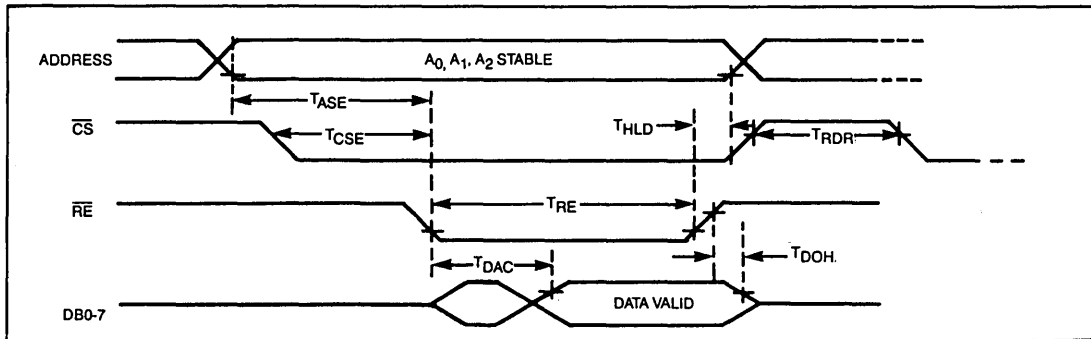 ADDRESS
A0, A1, A2 STABLE
TASE
CS
TCSE
THLD
TRDR
RE
TRE
TDAC
TDOH.
DB0-7
DATA VALID